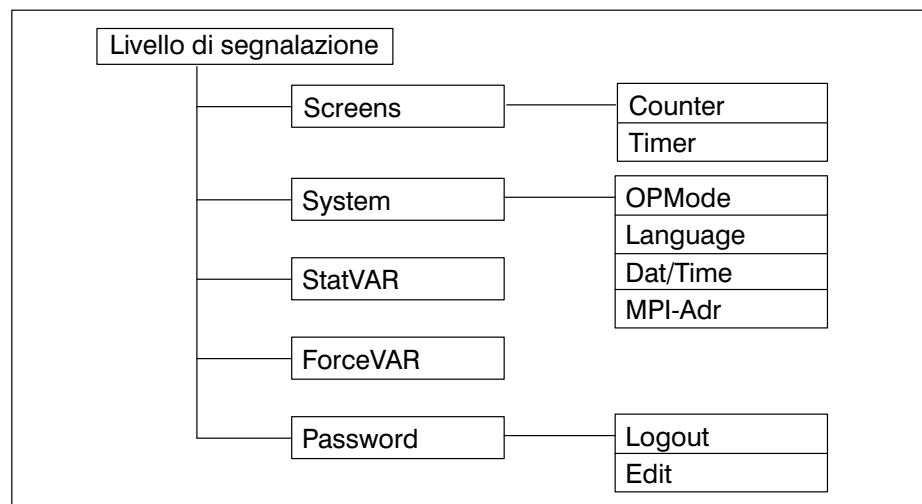 Livello di segnalazione
Screens
Counter
Timer
System
OPMode
Language
Dat/Time
MPI-Adr
StatVAR
ForceVAR
Password
Logout
Edit